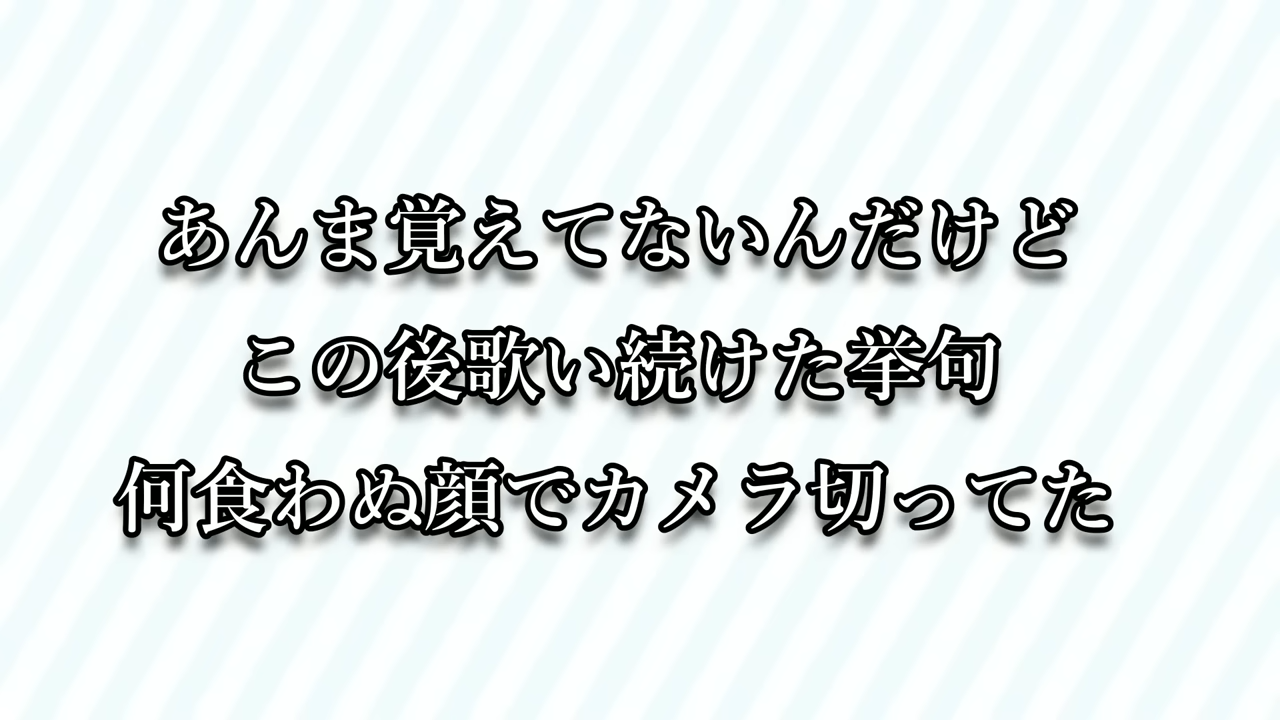 あんま覚えてないんだけど
この後歌い続けた挙句
何食わぬ顔でカメラ切ってた